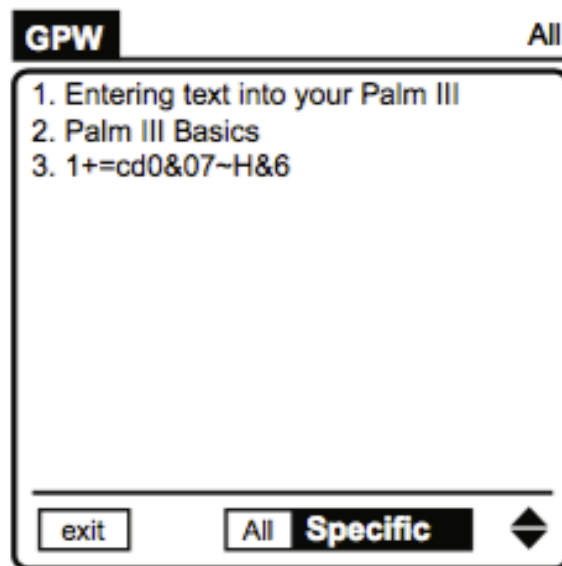 GPW All
1. Entering text into your Palm III
2. Palm III Basics
3. 1+=cd0&07~H&6
exit All Specific